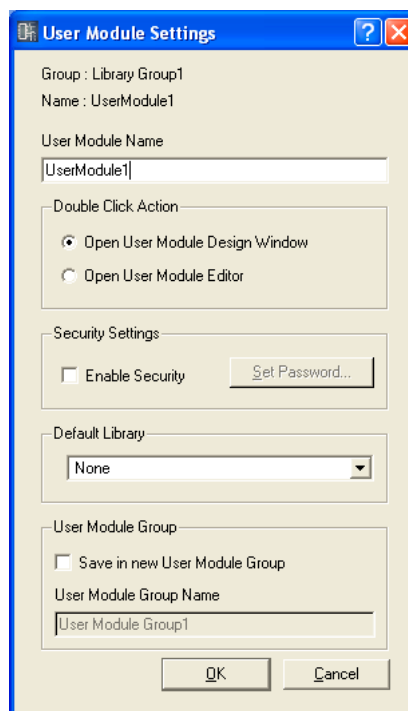 User Module Settings
Group : Library Group1
Name : UserModule1
User Module Name
UserModule1
Double Click Action
Open User Module Design Window
Open User Module Editor
Security Settings
Enable Security
Set Password...
Default Library
None
User Module Group
Save in new User Module Group
User Module Group Name
User Module Group1
OK
Cancel